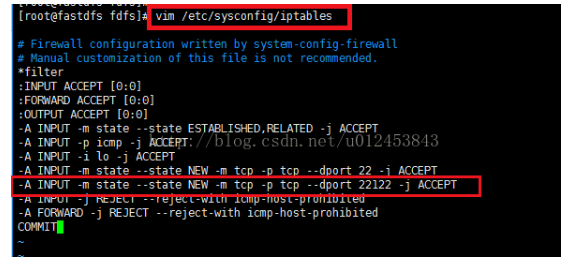 [root@fastdfs fdfs]#
[root@fastdfs fdfs]# vim /etc/sysconfig/iptables
# Firewall configuration written by system-config-firewall
# Manual customization of this file is not recommended.
*filter
:INPUT ACCEPT [0:0]
:FORWARD ACCEPT [0:0]
:OUTPUT ACCEPT [0:0]
-A INPUT -m state --state ESTABLISHED,RELATED -j ACCEPT
-A INPUT -p icmp -j ACCEPT
://blog.csdn.net/u012453843
-A INPUT -i lo -j ACCEPT
-A INPUT -m state --state NEW -m tcp -p tcp --dport 22 -j ACCEPT
-A INPUT -m state --state NEW -m tcp -p tcp --dport 22122 -j ACCEPT
-A INPUT -j REJECT --reject-with icmp-host-prohibited
-A FORWARD -j REJECT --reject-with icmp-host-prohibited
COMMIT
~
~